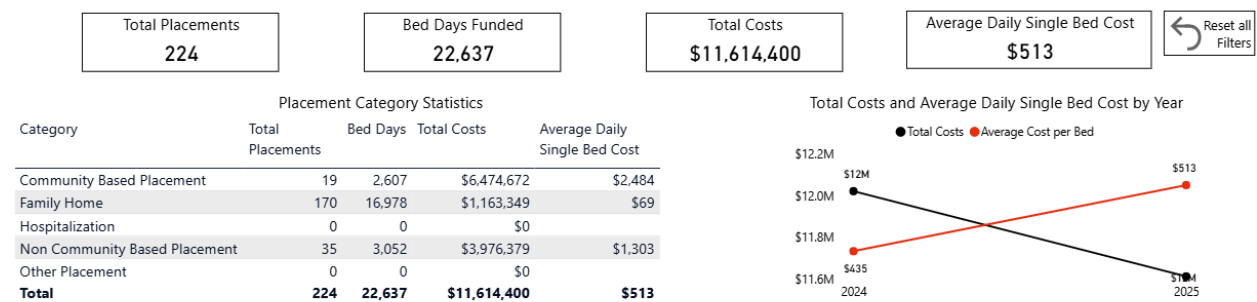 Total Placements
224
Bed Days Funded
22,637
Total Costs
$11,614,400
Average Daily Single Bed Cost
$513
Reset all
Filters
Placement Category Statistics
Category Total Placements Bed Days Total Costs Average Daily Single Bed Cost
Community Based Placement 19 2,607 $6,474,672 $2,484
Family Home 170 16,978 $1,163,349 $69
Hospitalization 0 0 $0
Non Community Based Placement 35 3,052 $3,976,379 $1,303
Other Placement 0 0 $0
Total 224 22,637 $11,614,400 $513
Total Costs and Average Daily Single Bed Cost by Year
Total Costs Average Cost per Bed
$12.2M
$12.0M
$11.8M
$11.6M
$12M
$513
$435
$12M
2024 2025